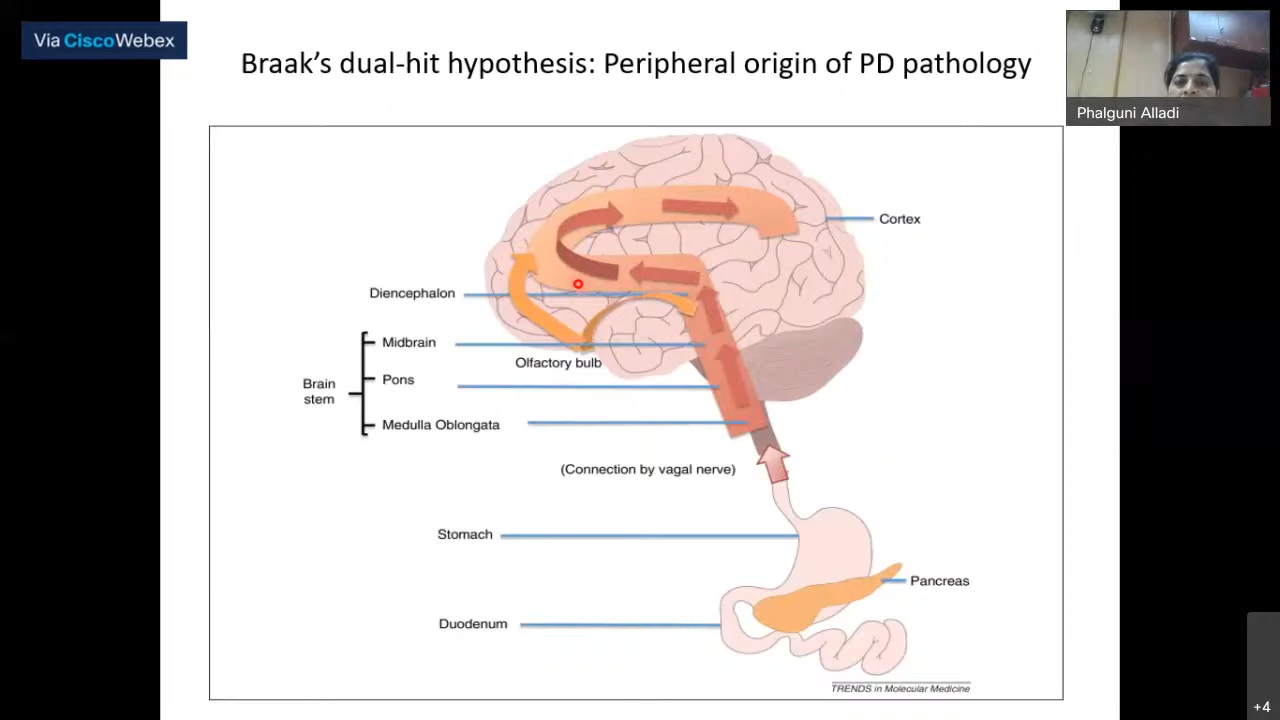 Via CiscoWebex
Braak's dual-hit hypothesis: Peripheral origin of PD pathology
Phalguni Alladi
Cortex
Diencephalon
Midbrain
Olfactory bulb
Brain
stem
Pons
Medulla Oblongata
(Connection by vagal nerve)
Stomach
Pancreas
Duodenum
TRENDS in Molecular Medicine
+4